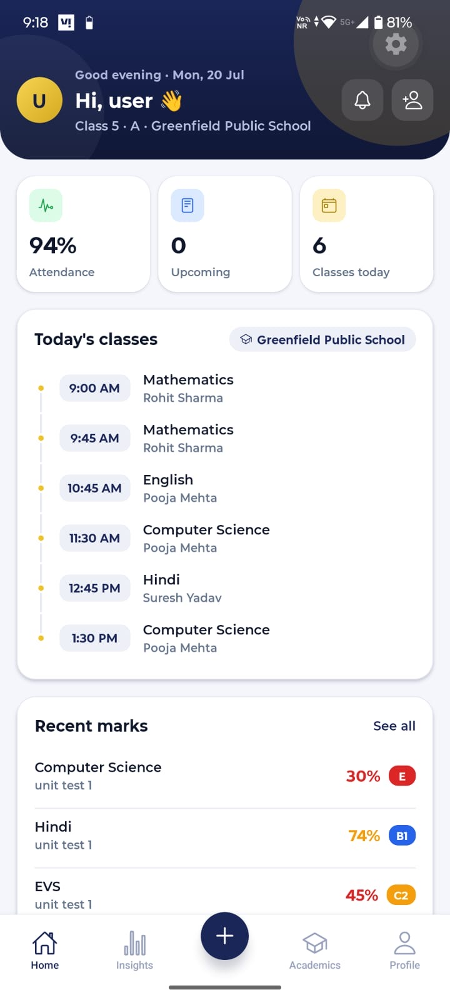 9:18
Vo NR
5G+
81%
Good evening · Mon, 20 Jul
U
Hi, user 👋
Class 5 · A · Greenfield Public School
94%
Attendance
0
Upcoming
6
Classes today
Today's classes
Greenfield Public School
9:00 AM
Mathematics
Rohit Sharma
9:45 AM
Mathematics
Rohit Sharma
10:45 AM
English
Pooja Mehta
11:30 AM
Computer Science
Pooja Mehta
12:45 PM
Hindi
Suresh Yadav
1:30 PM
Computer Science
Pooja Mehta
Recent marks
See all
Computer Science
unit test 1
30% E
Hindi
unit test 1
74% B1
EVS
unit test 1
45% C2
Home
Insights
Academics
Profile